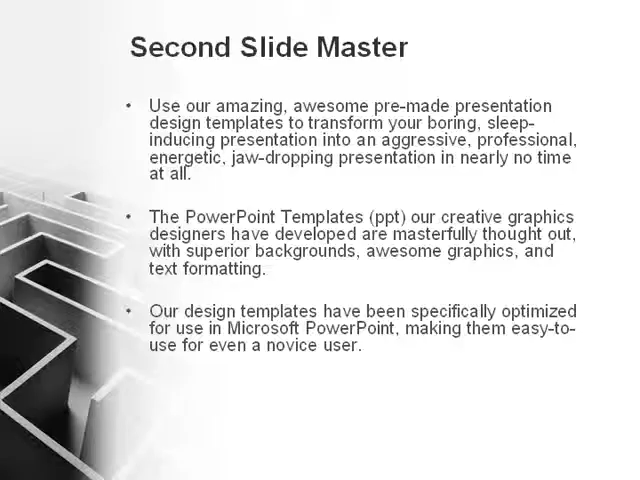 Second Slide Master
• Use our amazing, awesome pre-made presentation
design templates to transform your boring, sleep-
inducing presentation into an aggressive, professional,
energetic, jaw-dropping presentation in nearly no time
at all.
• The PowerPoint Templates (ppt) our creative graphics
designers have developed are masterfully thought out,
with superior backgrounds, awesome graphics, and
text formatting.
• Our design templates have been specifically optimized
for use in Microsoft PowerPoint, making them easy-to-
use for even a novice user.